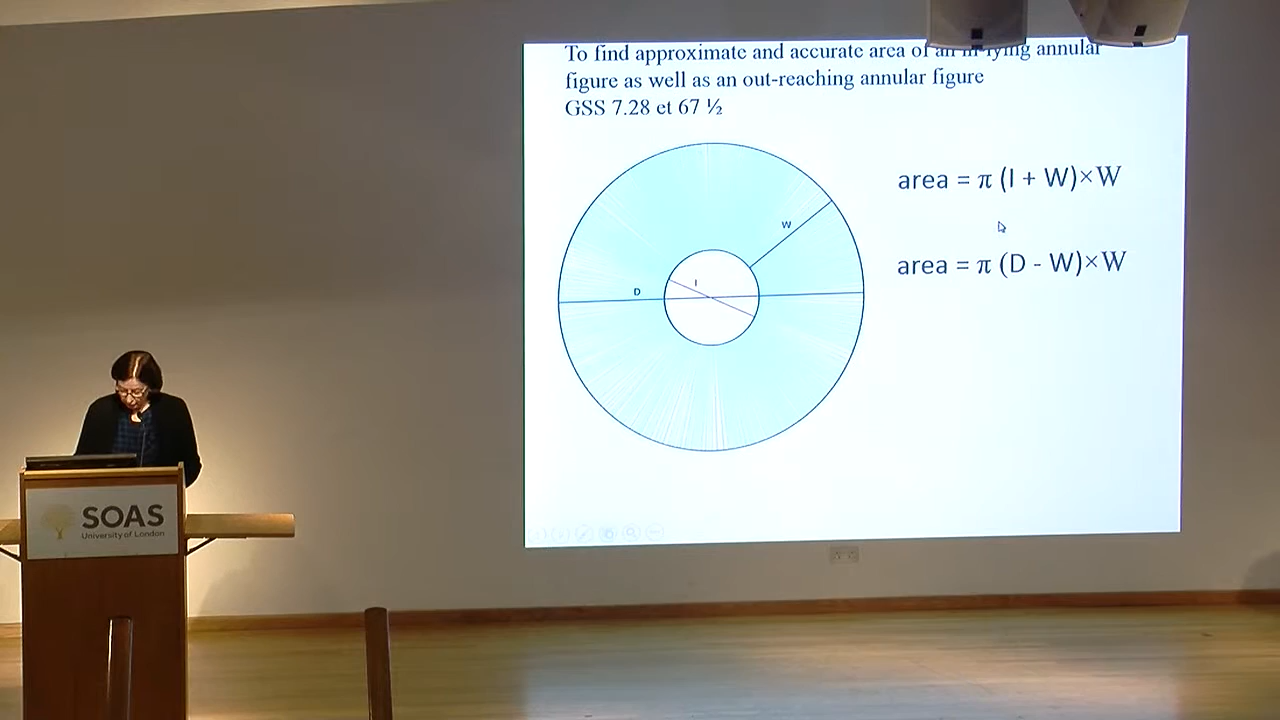 To find approximate and accurate area of an in-lying annular
figure as well as an out-reaching annular figure
GSS 7.28 et 67 ½
area = π (I + W)×W
W
area = π (D - W)×W
I
D
SOAS
University of London